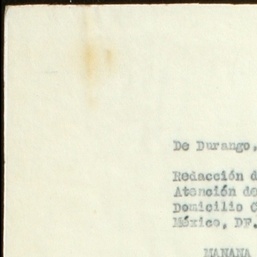 De Durango,
Redacción d
Atención de
Domicilio C
México, DF.
MANANA